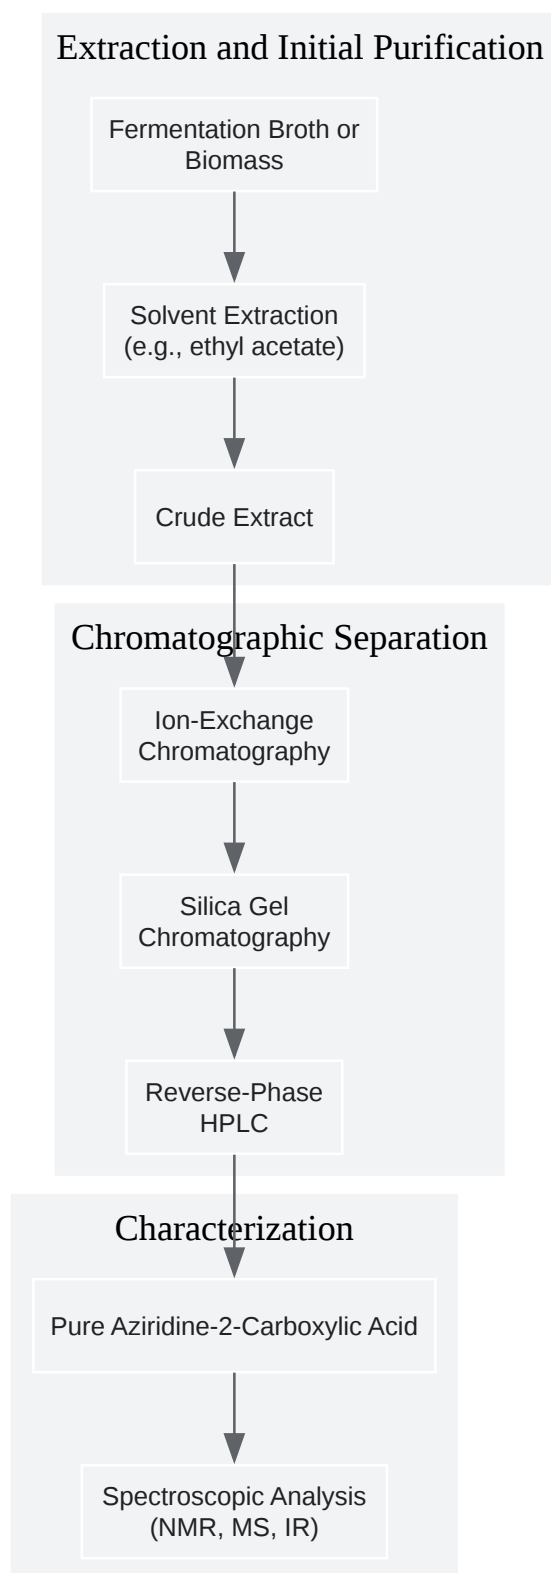 Extraction and Initial Purification
Fermentation Broth or
Biomass
Solvent Extraction
(e.g., ethyl acetate)
Crude Extract
Chromatographic Separation
Ion-Exchange
Chromatography
Silica Gel
Chromatography
Reverse-Phase
HPLC
Characterization
Pure Aziridine-2-Carboxylic Acid
Spectroscopic Analysis
(NMR, MS, IR)